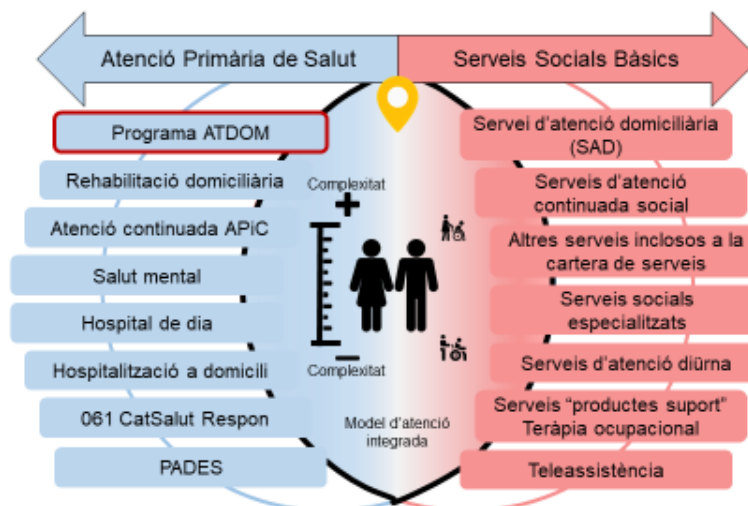 Atenció Primària de Salut
Serveis Socials Bàsics
Programa ATDOM
Rehabilitació domiciliària
Atenció continuada APiC
Salut mental
Hospital de dia
Hospitalització a domicili
061 CatSalut Respon
PADES
Complexitat
+
–
Complexitat
Model d'atenció
integrada
Servei d'atenció domiciliària
(SAD)
Serveis d'atenció
continuada social
Altres serveis inclosos a la
cartera de serveis
Serveis socials
especialitzats
Serveis d'atenció diürna
Serveis "productes suport"
Teràpia ocupacional
Teleassistència